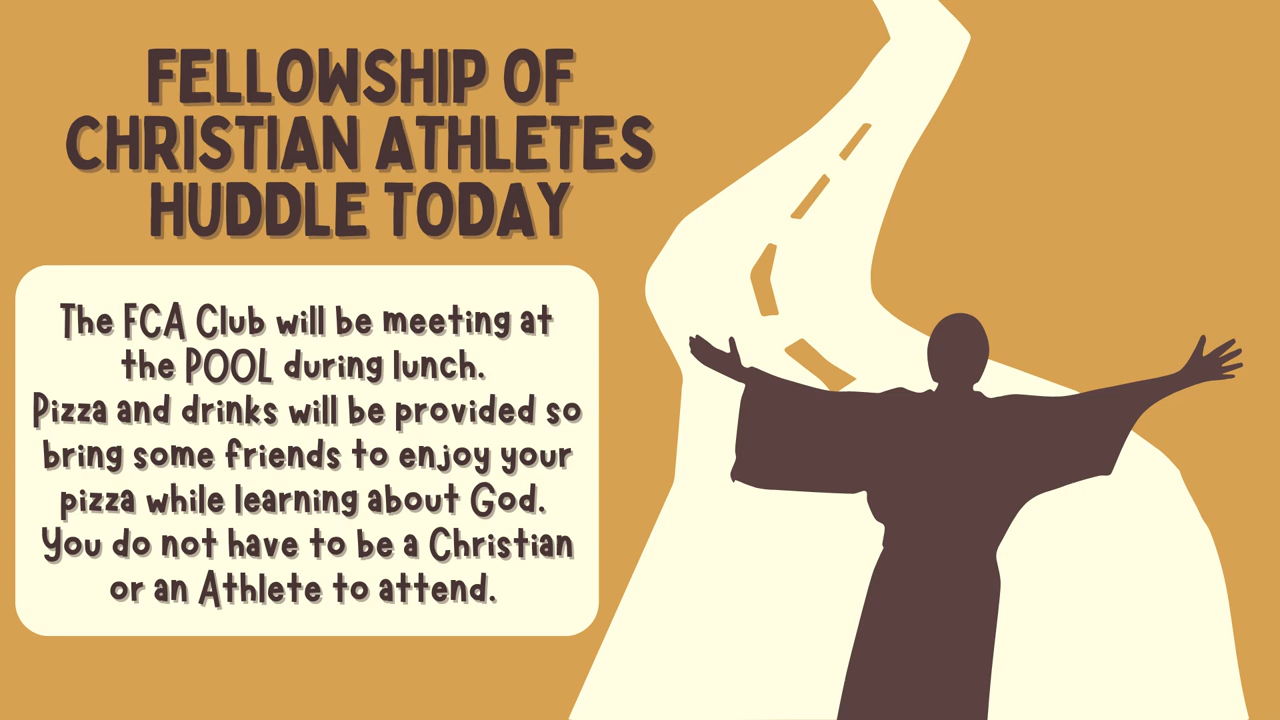 FELLOWSHIP OF
CHRISTIAN ATHLETES
HUDDLE TODAY
The FCA Club will be meeting at
the POOL during lunch.
Pizza and drinks will be provided so
bring some friends to enjoy your
pizza while learning about God.
You do not have to be a Christian
or an Athlete to attend.